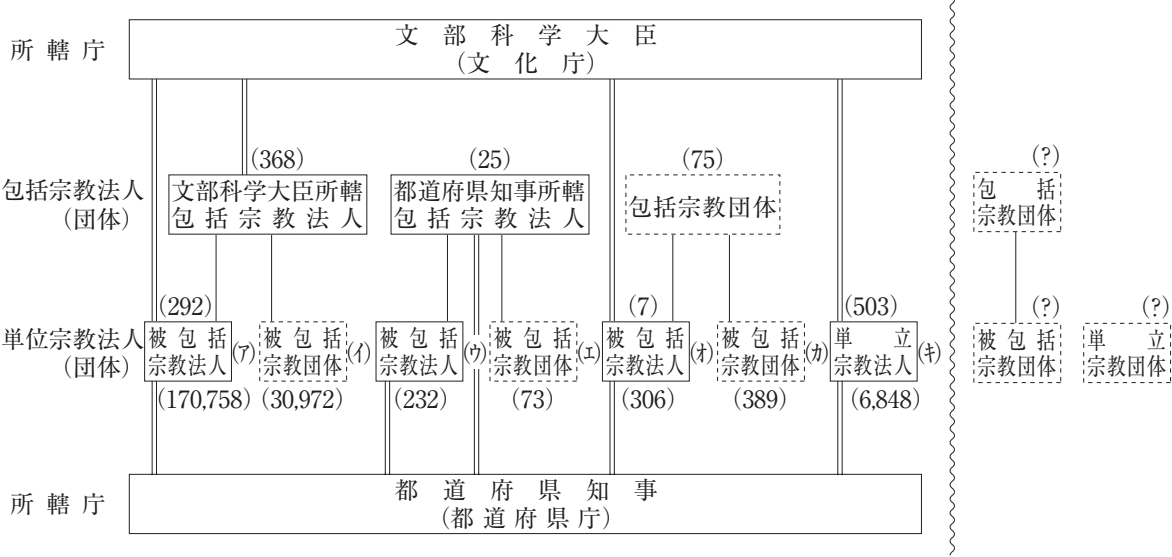 所轄庁
文部科学大臣
(文化庁)
(368)
(25)
(75)
(?)
包括宗教法人
(団体)
文部科学大臣所轄
包括宗教法人
都道府県知事所轄
包括宗教法人
包括宗教団体
包括
宗教団体
(292)
(7)
(503)
(?)
(?)
単位宗教法人
(団体)
被包括
宗教法人
(ア)
被包括
宗教団体
(イ)
被包括
宗教法人
(ウ)
被包括
宗教団体
(エ)
被包括
宗教法人
(オ)
被包括
宗教団体
(カ)
単立
宗教法人
(キ)
被包括
宗教団体
単立
宗教団体
(170,758)
(30,972)
(232)
(73)
(306)
(389)
(6,848)
所轄庁
都道府県知事
(都道府県庁)